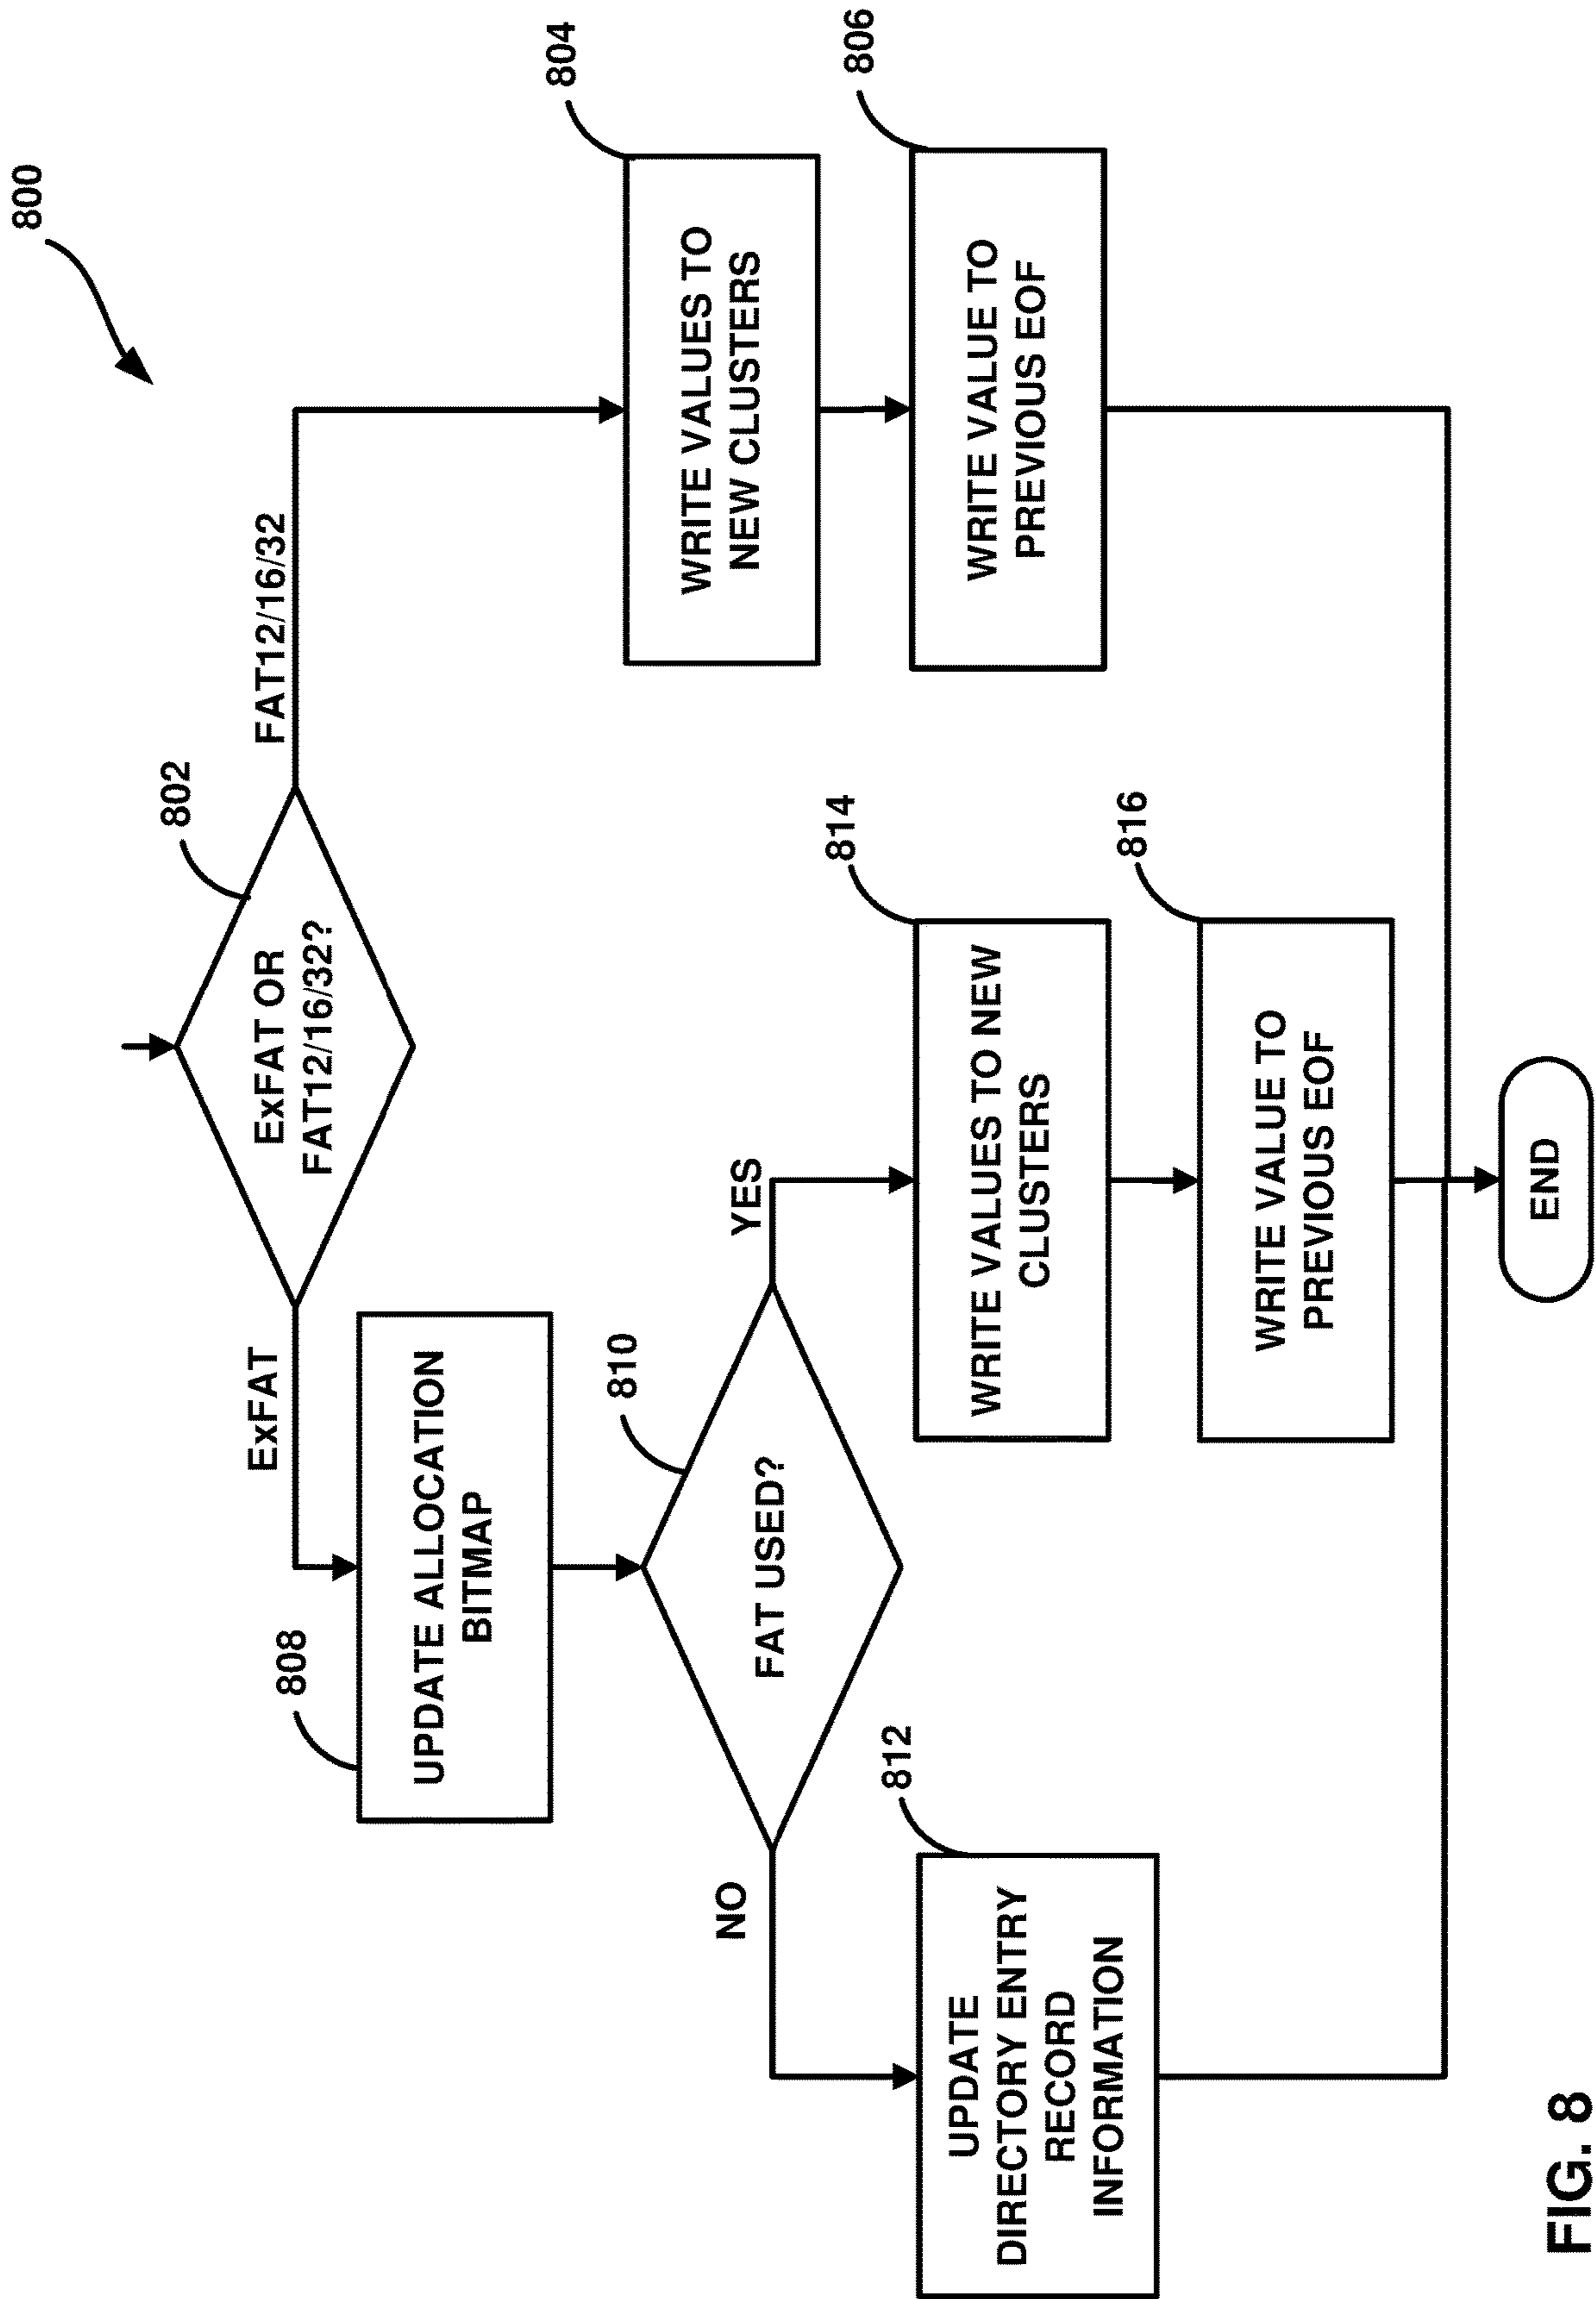 800
802
ExFAT OR
FAT12/16/32?
ExFAT
FAT12/16/32
808
UPDATE ALLOCATION
BITMAP
804
WRITE VALUES TO
NEW CLUSTERS
810
FAT USED?
806
WRITE VALUE TO
PREVIOUS EOF
NO
YES
812
UPDATE
DIRECTORY ENTRY
RECORD
INFORMATION
814
WRITE VALUES TO NEW
CLUSTERS
816
WRITE VALUE TO
PREVIOUS EOF
END
FIG. 8